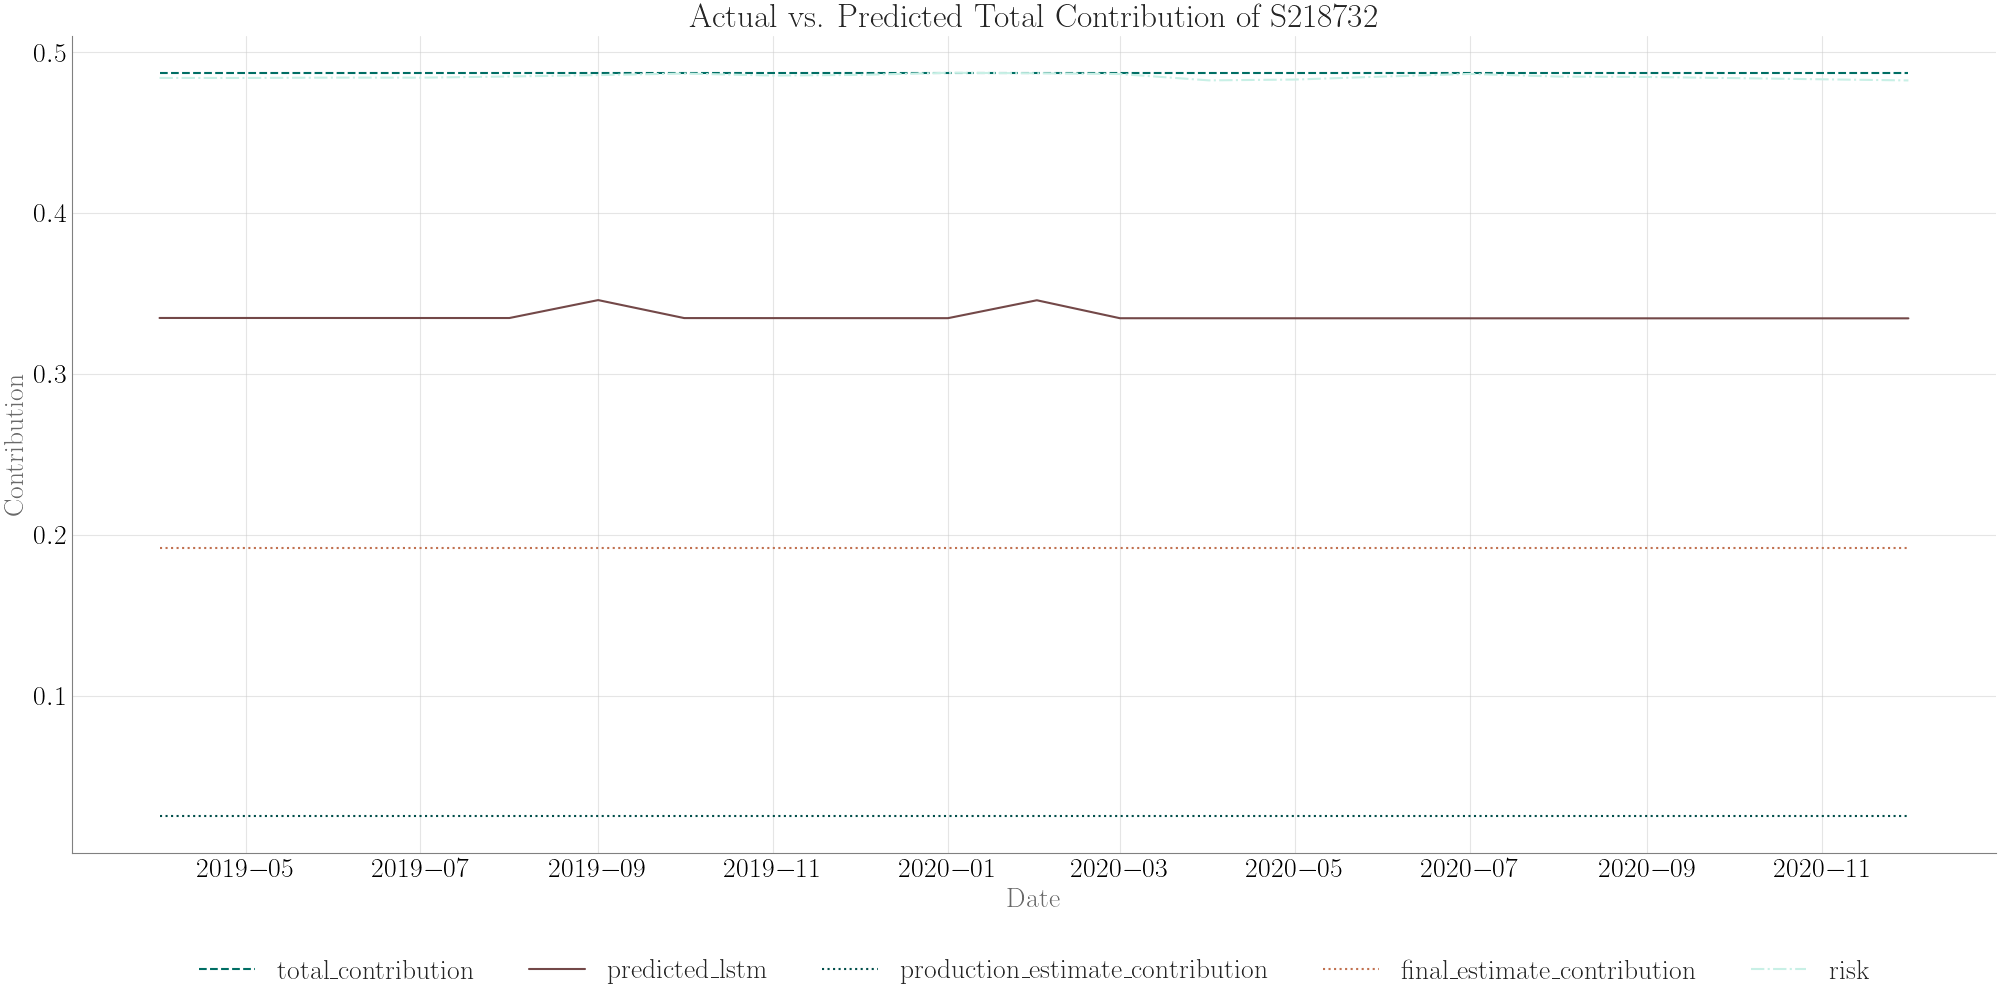 Actual vs. Predicted Total Contribution of S218732
0.5
0.4
0.3
0.2
0.1
Contribution
2019−05 2019−07 2019−09 2019−11 2020−01 2020−03 2020−05 2020−07 2020−09 2020−11
Date
total_contribution predicted_lstm production_estimate_contribution final_estimate_contribution risk